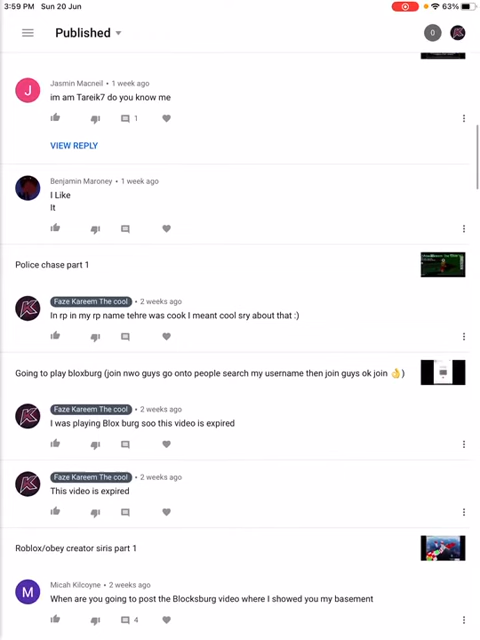 3:59 PM Sun 20 Jun
63%
Published
0
Jasmin Macneil • 1 week ago
J
im am Tareik7 do you know me
1
VIEW REPLY
Benjamin Maroney • 1 week ago
I Like
It
Police chase part 1
Faze Kareem The cool • 2 weeks ago
In rp in my rp name tehre was cook I meant cool sry about that :)
Going to play bloxburg (join nwo guys go onto people search my username then join guys ok join 👌)
Faze Kareem The cool • 2 weeks ago
I was playing Blox burg soo this video is expired
Faze Kareem The cool • 2 weeks ago
This video is expired
Roblox/obey creator siris part 1
Micah Kilcoyne • 2 weeks ago
M
When are you going to post the Blocksburg video where I showed you my basement
4